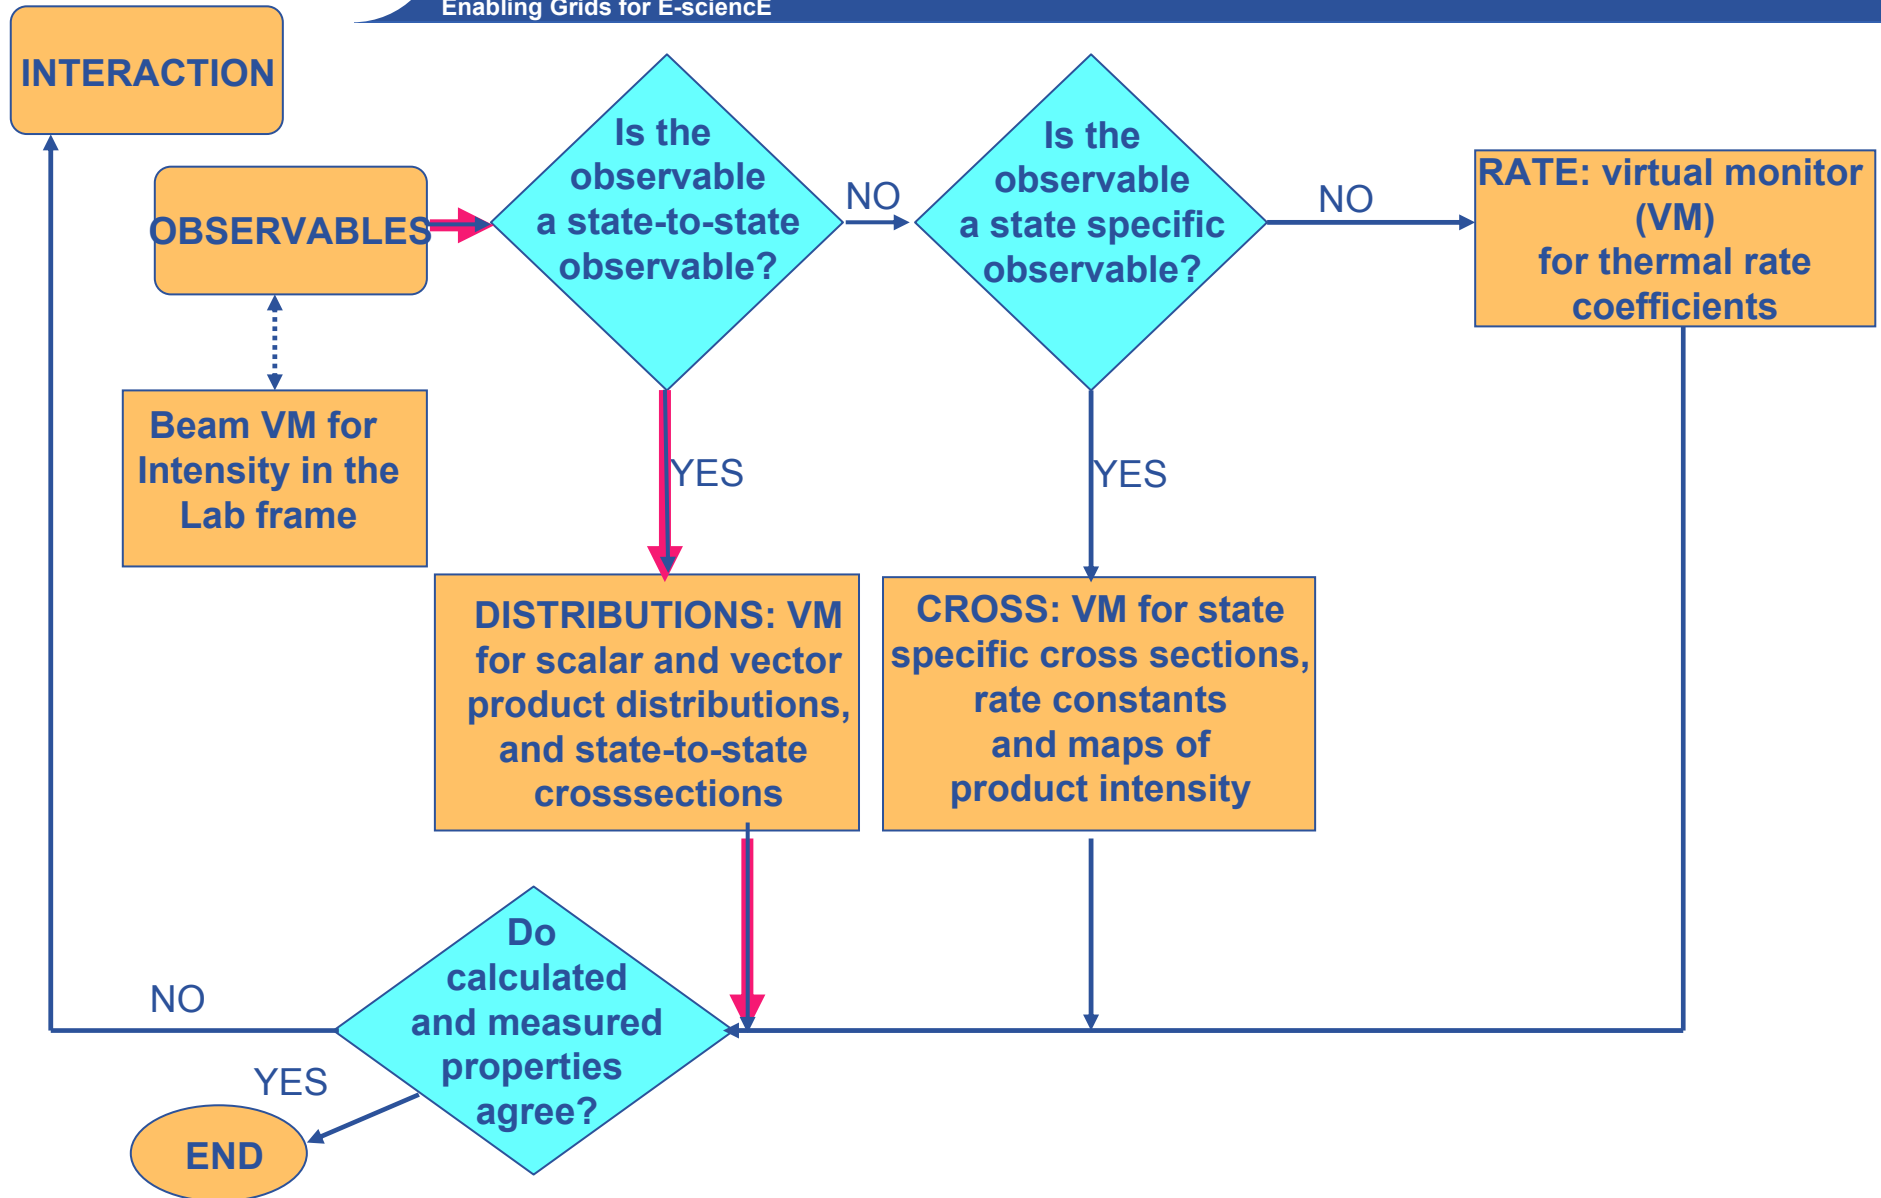 Enabling Grids for E-sciencE
INTERACTION
OBSERVABLES
Is the
observable
a state-to-state
observable?
NO
Is the
observable
a state specific
observable?
NO
RATE: virtual monitor
(VM)
for thermal rate
coefficients
Beam VM for
Intensity in the
Lab frame
YES
YES
DISTRIBUTIONS: VM
for scalar and vector
product distributions,
and state-to-state
crosssections
CROSS: VM for state
specific cross sections,
rate constants
and maps of
product intensity
Do
calculated
and measured
properties
agree?
NO
YES
END